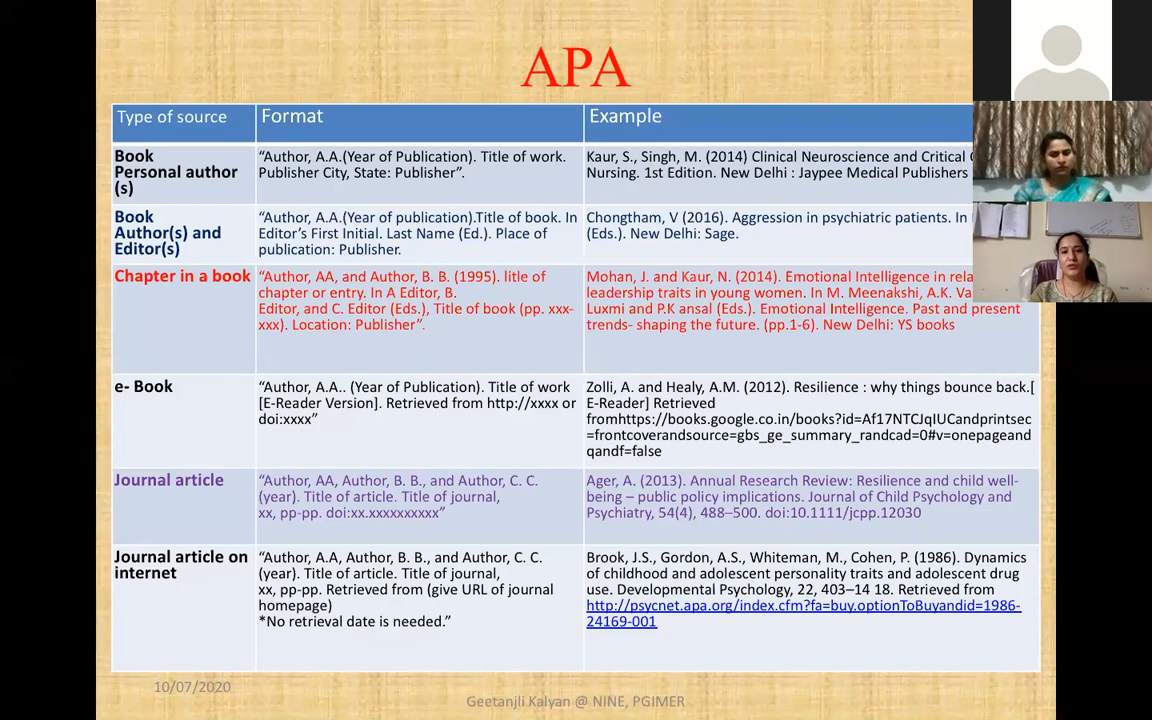 APA
Type of source
Format
Example
Book
Personal author
(s)
“Author, A.A.(Year of Publication). Title of work.
Publisher City, State: Publisher”.
Kaur, S., Singh, M. (2014) Clinical Neuroscience and Critical
Nursing. 1st Edition. New Delhi : Jaypee Medical Publishers
Book
Author(s) and
Editor(s)
“Author, A.A.(Year of publication).Title of book. In
Editor’s First Initial. Last Name (Ed.). Place of
publication: Publisher.
Chongtham, V (2016). Aggression in psychiatric patients. In
(Eds.). New Delhi: Sage.
Chapter in a book
“Author, AA, and Author, B. B. (1995). litle of
chapter or entry. In A Editor, B.
Editor, and C. Editor (Eds.), Title of book (pp. xxx-
xxx). Location: Publisher”.
Mohan, J. and Kaur, N. (2014). Emotional Intelligence in
leadership traits in young women. In M. Meenakshi, A.K.
Luxmi and P.K ansal (Eds.). Emotional Intelligence. Past and present
trends- shaping the future. (pp.1-6). New Delhi: YS books
e- Book
“Author, A.A.. (Year of Publication). Title of work
[E-Reader Version]. Retrieved from http://xxxx or
doi:xxxx”
Zolli, A. and Healy, A.M. (2012). Resilience : why things bounce back.[
E-Reader] Retrieved
fromhttps://books.google.co.in/books?id=Af17NTCJqIUCandprintsec
=frontcoverandsource=gbs_ge_summary_randcad=0#v=onepageand
qandf=false
Journal article
“Author, AA, Author, B. B., and Author, C. C.
(year). Title of article. Title of journal,
xx, pp-pp. doi:xx.xxxxxxxxxx”
Ager, A. (2013). Annual Research Review: Resilience and child well-
being – public policy implications. Journal of Child Psychology and
Psychiatry, 54(4), 488–500. doi:10.1111/jcpp.12030
Journal article on
internet
“Author, A.A, Author, B. B., and Author, C. C.
(year). Title of article. Title of journal,
xx, pp-pp. Retrieved from (give URL of journal
homepage)
*No retrieval date is needed.”
Brook, J.S., Gordon, A.S., Whiteman, M., Cohen, P. (1986). Dynamics
of childhood and adolescent personality traits and adolescent drug
use. Developmental Psychology, 22, 403–14 18. Retrieved from
http://psycnet.apa.org/index.cfm?fa=buy.optionToBuyandid=1986-
24169-001
10/07/2020
Geetanjli Kalyan @ NINE, PGIMER